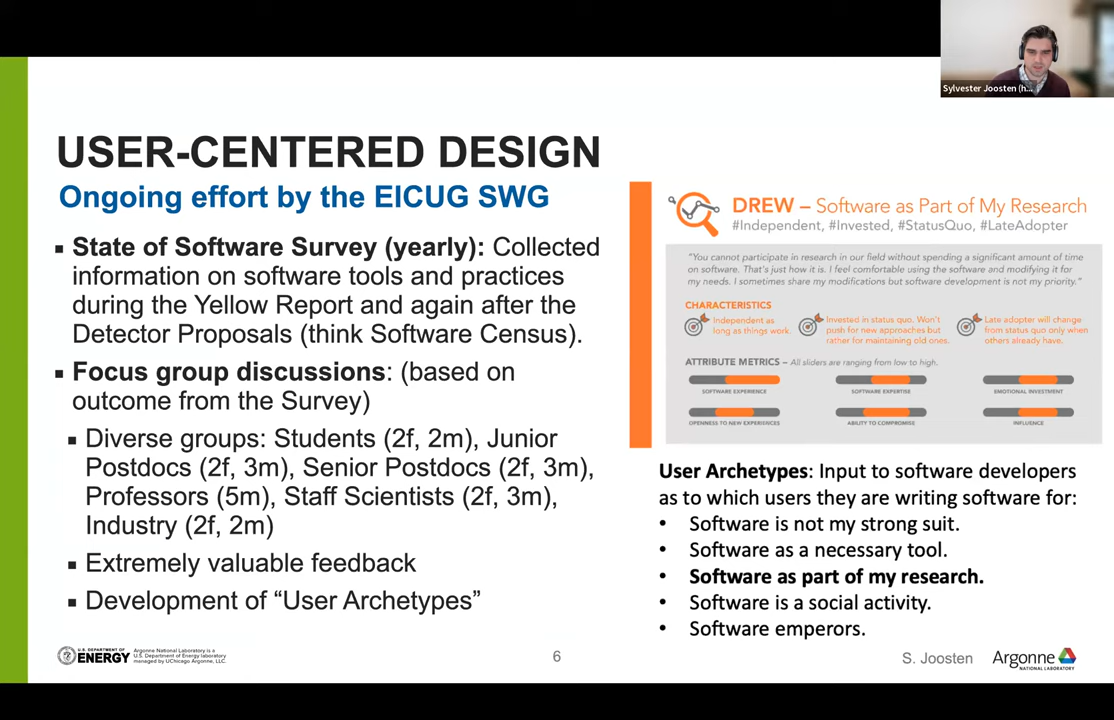 Sylvester Joosten (h...
USER-CENTERED DESIGN
Ongoing effort by the EICUG SWG
▪ State of Software Survey (yearly): Collected
information on software tools and practices
during the Yellow Report and again after the
Detector Proposals (think Software Census).
▪ Focus group discussions: (based on
outcome from the Survey)
▪ Diverse groups: Students (2f, 2m), Junior
Postdocs (2f, 3m), Senior Postdocs (2f, 3m),
Professors (5m), Staff Scientists (2f, 3m),
Industry (2f, 2m)
▪ Extremely valuable feedback
▪ Development of “User Archetypes”
DREW – Software as Part of My Research
#Independent, #Invested, #StatusQuo, #LateAdopter
"You cannot participate in research in our field without spending a significant amount of time
on software. That's just how it is. I feel comfortable using the software and modifying it for
my needs. I sometimes share my modifications but software development is not my priority."
CHARACTERISTICS
Independent as
long as things work.
Invested in status quo. Won't
push for new approaches but
rather for maintaining old ones.
Late adopter will change
from status quo only when
others already have.
ATTRIBUTE METRICS – All sliders are ranging from low to high.
SOFTWARE EXPERIENCE
SOFTWARE EXPERTISE
EMOTIONAL INVESTMENT
OPENNESS TO NEW EXPERIENCES
ABILITY TO COMPROMISE
INFLUENCE
User Archetypes: Input to software developers
as to which users they are writing software for:
• Software is not my strong suit.
• Software as a necessary tool.
• Software as part of my research.
• Software is a social activity.
• Software emperors.
U.S. DEPARTMENT OF
ENERGY
Argonne National Laboratory is a
U.S. Department of Energy laboratory
managed by UChicago Argonne, LLC.
6
S. Joosten
Argonne
NATIONAL LABORATORY